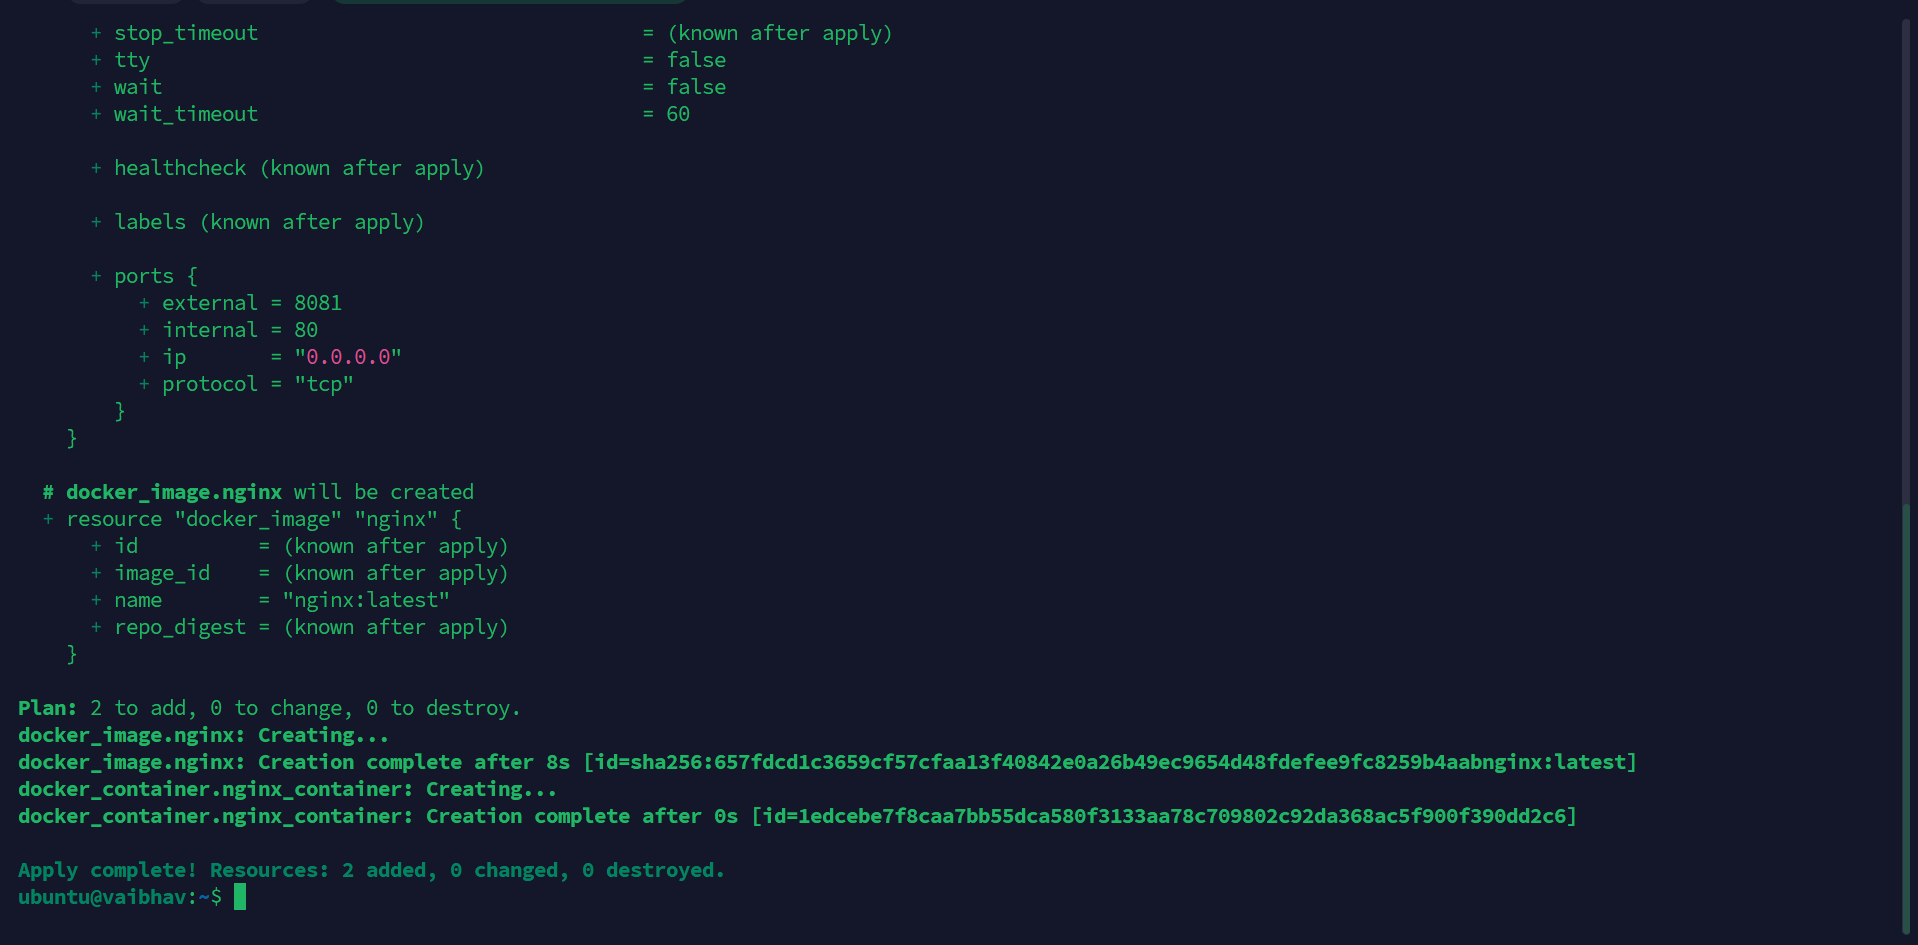 + stop_timeout = (known after apply)
+ tty = false
+ wait = false
+ wait_timeout = 60
+ healthcheck (known after apply)
+ labels (known after apply)
+ ports {
+ external = 8081
+ internal = 80
+ ip = "0.0.0.0"
+ protocol = "tcp"
}
}
# docker_image.nginx will be created
+ resource "docker_image" "nginx" {
+ id = (known after apply)
+ image_id = (known after apply)
+ name = "nginx:latest"
+ repo_digest = (known after apply)
}
Plan: 2 to add, 0 to change, 0 to destroy.
docker_image.nginx: Creating...
docker_image.nginx: Creation complete after 8s [id=sha256:657fdcd1c3659cf57cfaa13f40842e0a26b49ec9654d48fdefee9fc8259b4aabnginx:latest]
docker_container.nginx_container: Creating...
docker_container.nginx_container: Creation complete after 0s [id=1edcebe7f8caa7bb55dca580f3133aa78c709802c92da368ac5f900f390dd2c6]
Apply complete! Resources: 2 added, 0 changed, 0 destroyed.
ubuntu@vaibhav:~$